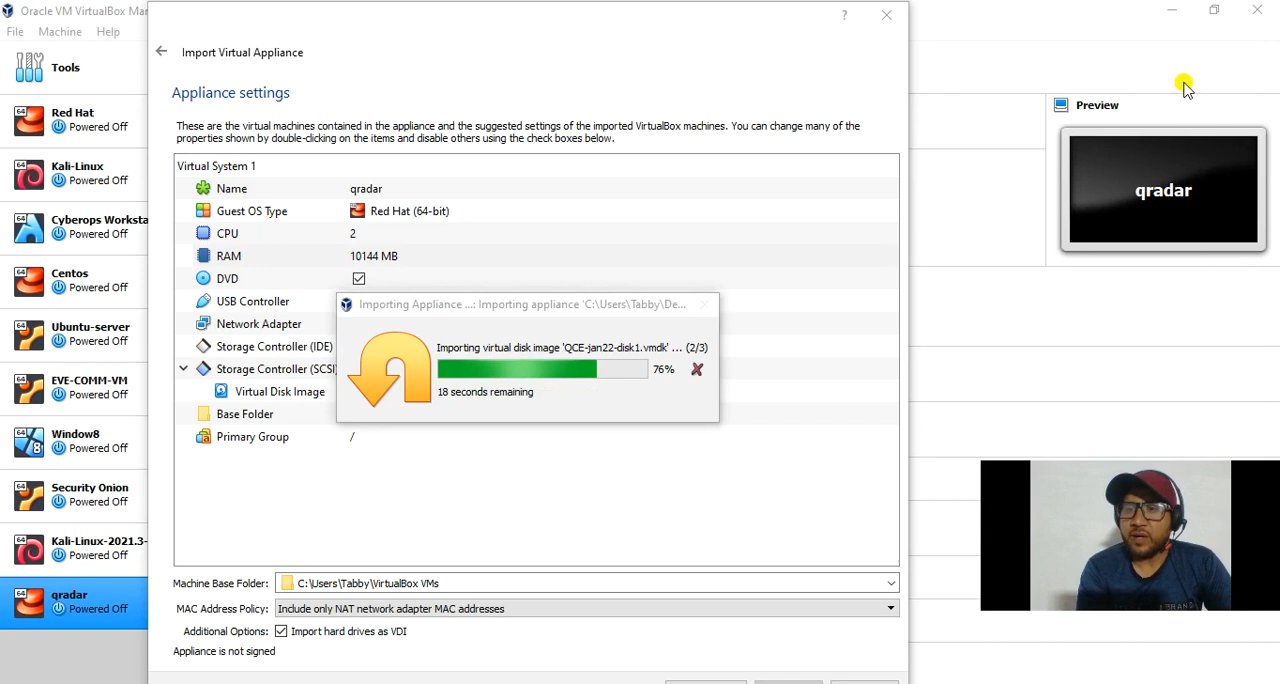 Oracle VM VirtualBox Mar
File Machine Help
Tools
Red Hat
Powered Off
Kali-Linux
Powered Off
Cyberops Worksta
Powered Off
Centos
Powered Off
Ubuntu-server
Powered Off
EVE-COMM-VM
Powered Off
Window8
Powered Off
Security Onion
Powered Off
Kali-Linux-2021.3-
Powered Off
qradar
Powered Off
?
Import Virtual Appliance
Appliance settings
These are the virtual machines contained in the appliance and the suggested settings of the imported VirtualBox machines. You can change many of the
properties shown by double-clicking on the items and disable others using the check boxes below.
Virtual System 1
Name qradar
Guest OS Type Red Hat (64-bit)
CPU 2
RAM 10144 MB
DVD
USB Controller
Network Adapter
Storage Controller (IDE)
Storage Controller (SCSI)
Virtual Disk Image
Base Folder
Primary Group /
Importing Appliance ...: Importing appliance 'C:\Users\Tabby\De...
Importing virtual disk image 'QCE-jan22-disk1.vmdk' ... (2/3)
76%
18 seconds remaining
Machine Base Folder: C:\Users\Tabby\VirtualBox VMs
MAC Address Policy: Include only NAT network adapter MAC addresses
Additional Options: Import hard drives as VDI
Appliance is not signed
Preview
qradar